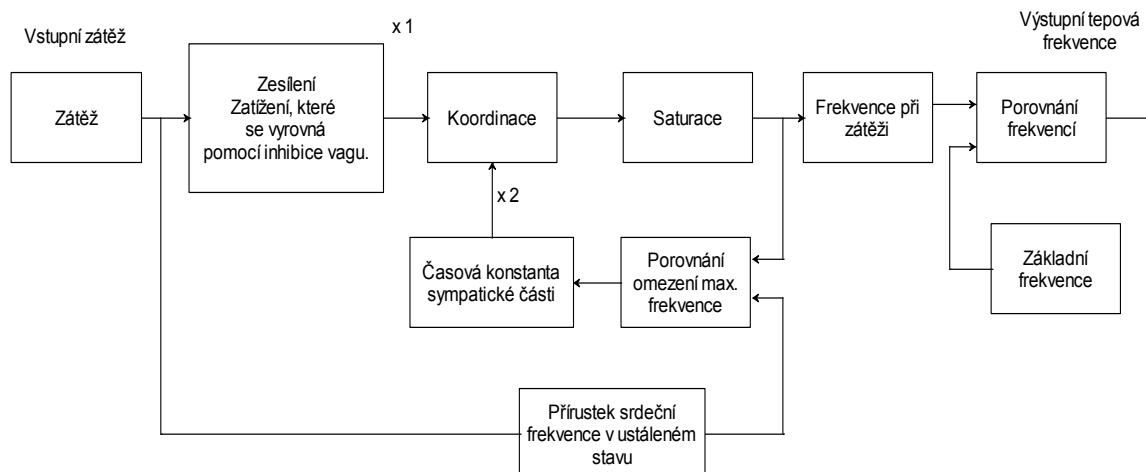 Vstupní zátěž
x 1
Výstupní tepová
frekvence
Zátěž
Zesílení
Zatížení, které
se vyrovná
pomocí inhibice vagu.
Koordinace
Saturace
Frekvence při
zátěži
Porovnání
frekvencí
x 2
Časová konstanta
sympatické části
Porovnání
omezení max.
frekvence
Základní
frekvence
Přírustek srdeční
frekvence v ustáleném
stavu